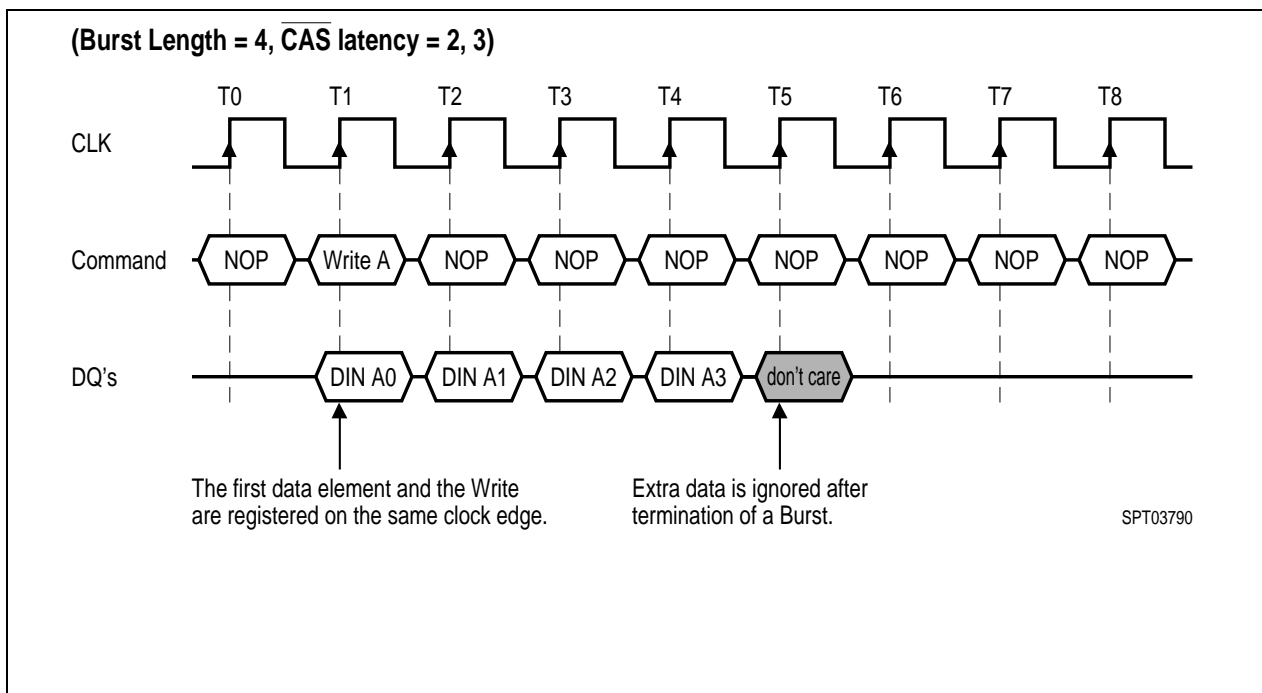 (Burst Length = 4, CAS latency = 2, 3)
T0 T1 T2 T3 T4 T5 T6 T7 T8
CLK
Command NOP Write A NOP NOP NOP NOP NOP NOP NOP
DQ's DIN A0 DIN A1 DIN A2 DIN A3 don't care
The first data element and the Write
are registered on the same clock edge.
Extra data is ignored after
termination of a Burst.
SPT03790